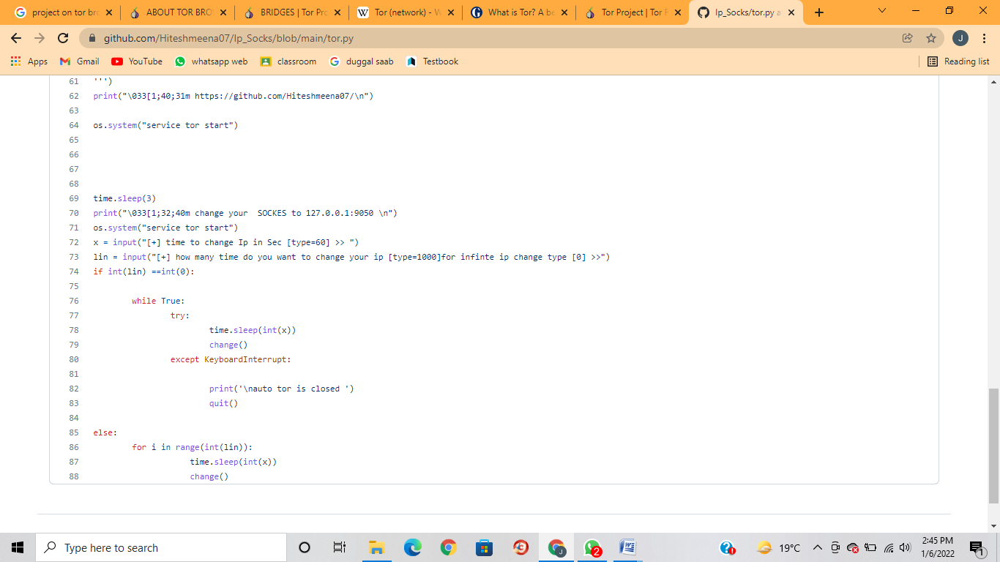 project on tor bro
ABOUT TOR BRO
BRIDGES | Tor Pro
Tor (network) - W
What is Tor? A be
Tor Project | Tor P
Ip_Socks/tor.py a
github.com/Hiteshmeena07/Ip_Socks/blob/main/tor.py
J
Apps
Gmail
YouTube
whatsapp web
classroom
duggal saab
Testbook
Reading list
61 ''')
62 print("\033[1;40;31m https://github.com/Hiteshmeena07/\n")
63
64 os.system("service tor start")
65
66
67
68
69 time.sleep(3)
70 print("\033[1;32;40m change your  SOCKES to 127.0.0.1:9050 \n")
71 os.system("service tor start")
72 x = input("[+] time to change Ip in Sec [type=60] >> ")
73 lin = input("[+] how many time do you want to change your ip [type=1000]for infinte ip change type [0] >>")
74 if int(lin) ==int(0):
75
76 while True:
77 try:
78 time.sleep(int(x))
79 change()
80 except KeyboardInterrupt:
81
82 print('\nauto tor is closed ')
83 quit()
84
85 else:
86 for i in range(int(lin)):
87 time.sleep(int(x))
88 change()
Type here to search
J
2
19°C
2:45 PM
1/6/2022
1